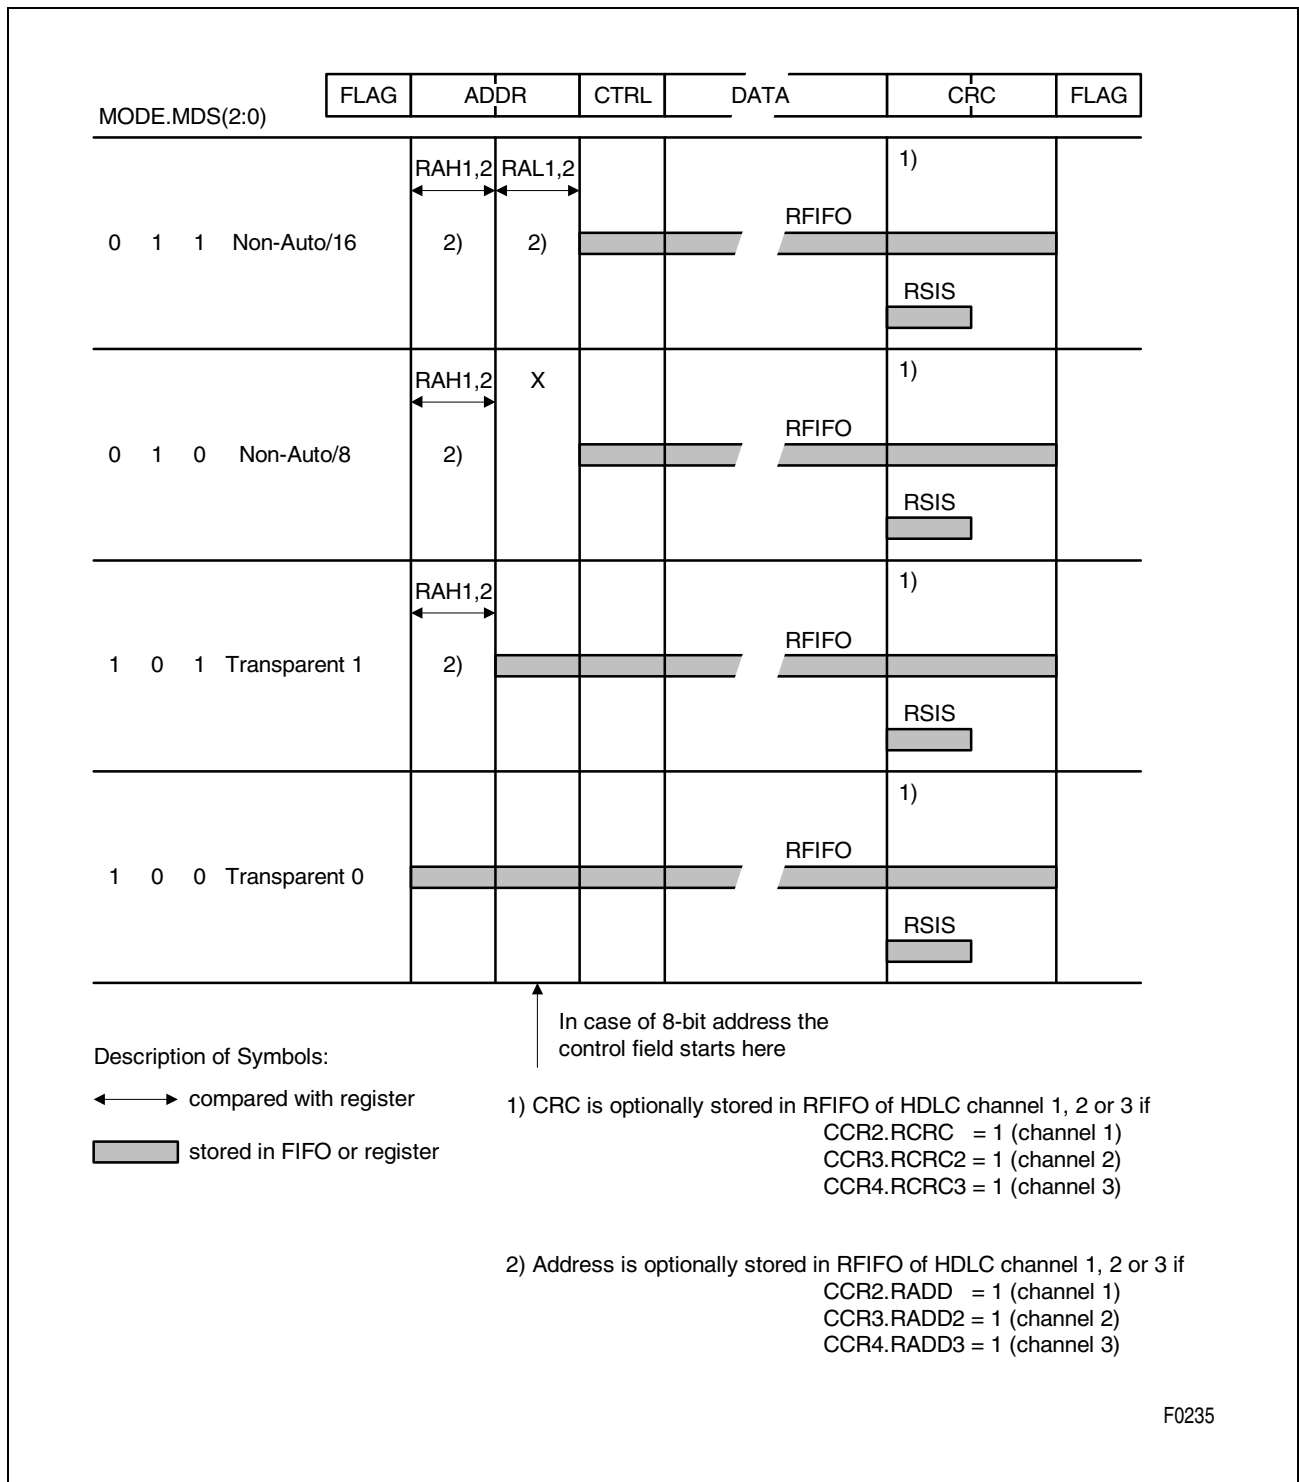 FLAG ADDR CTRL DATA CRC FLAG
MODE.MDS(2:0)
RAH1,2 RAL1,2 1)
RFIFO
0 1 1 Non-Auto/16 2) 2)
RSIS
RAH1,2 X 1)
RFIFO
0 1 0 Non-Auto/8 2)
RSIS
RAH1,2 1)
RFIFO
1 0 1 Transparent 1 2)
RSIS
1)
RFIFO
1 0 0 Transparent 0
RSIS
In case of 8-bit address the
control field starts here
Description of Symbols:
compared with register
stored in FIFO or register
1) CRC is optionally stored in RFIFO of HDLC channel 1, 2 or 3 if
CCR2.RCRC = 1 (channel 1)
CCR3.RCRC2 = 1 (channel 2)
CCR4.RCRC3 = 1 (channel 3)
2) Address is optionally stored in RFIFO of HDLC channel 1, 2 or 3 if
CCR2.RADD = 1 (channel 1)
CCR3.RADD2 = 1 (channel 2)
CCR4.RADD3 = 1 (channel 3)
F0235